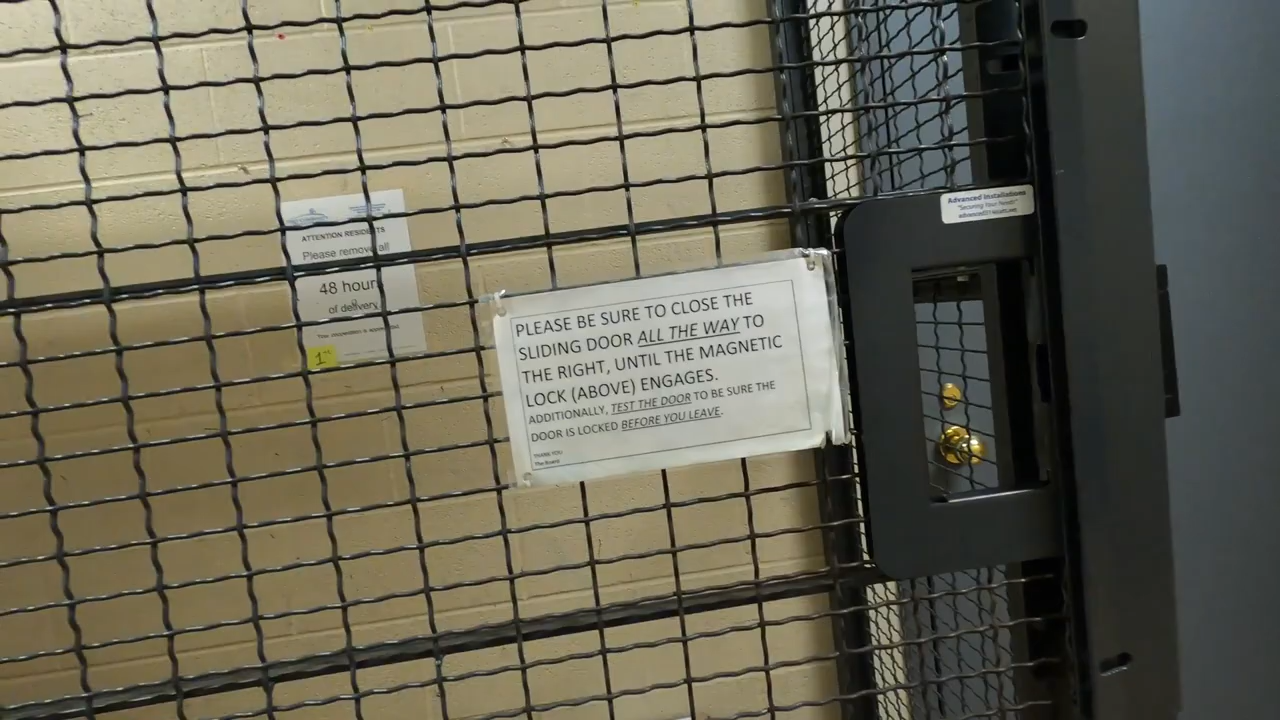 Advanced Installations
"Securing Your Needs"
ATTENTION RESIDENTS
Please remove all
48 hour
of delivery
1
PLEASE BE SURE TO CLOSE THE
SLIDING DOOR ALL THE WAY TO
THE RIGHT, UNTIL THE MAGNETIC
LOCK (ABOVE) ENGAGES.
ADDITIONALLY, TEST THE DOOR TO BE SURE THE
DOOR IS LOCKED BEFORE YOU LEAVE.
THANK YOU
The Board